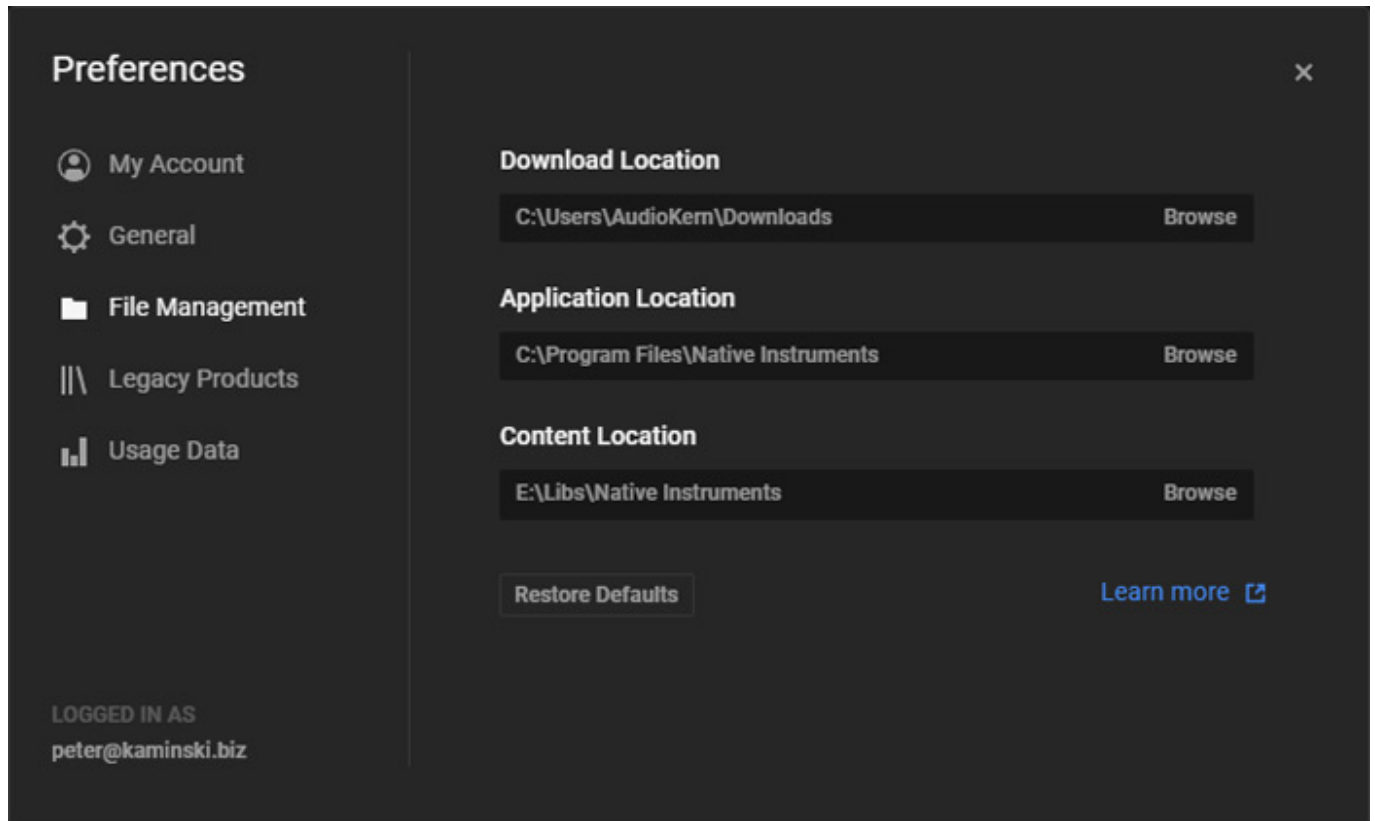 Preferences
My Account
General
File Management
Legacy Products
Usage Data
LOGGED IN AS
peter@kaminski.biz
Download Location
C:\Users\AudioKern\Downloads Browse
Application Location
C:\Program Files\Native Instruments Browse
Content Location
E:\Libs\Native Instruments Browse
Restore Defaults Learn more